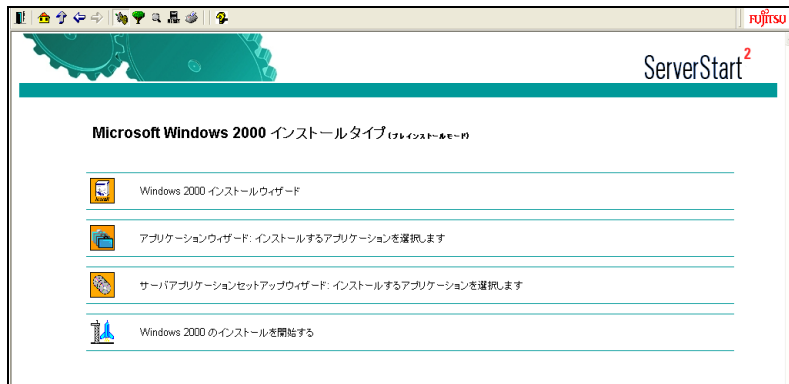 FUJITSU
ServerStart2
Microsoft Windows 2000 インストールタイプ (プレインストールモード)
Install
Windows 2000 インストールウィザード
アプリケーションウィザード: インストールするアプリケーションを選択します
サーバアプリケーションセットアップウィザード: インストールするアプリケーションを選択します
Windows 2000 のインストールを開始する